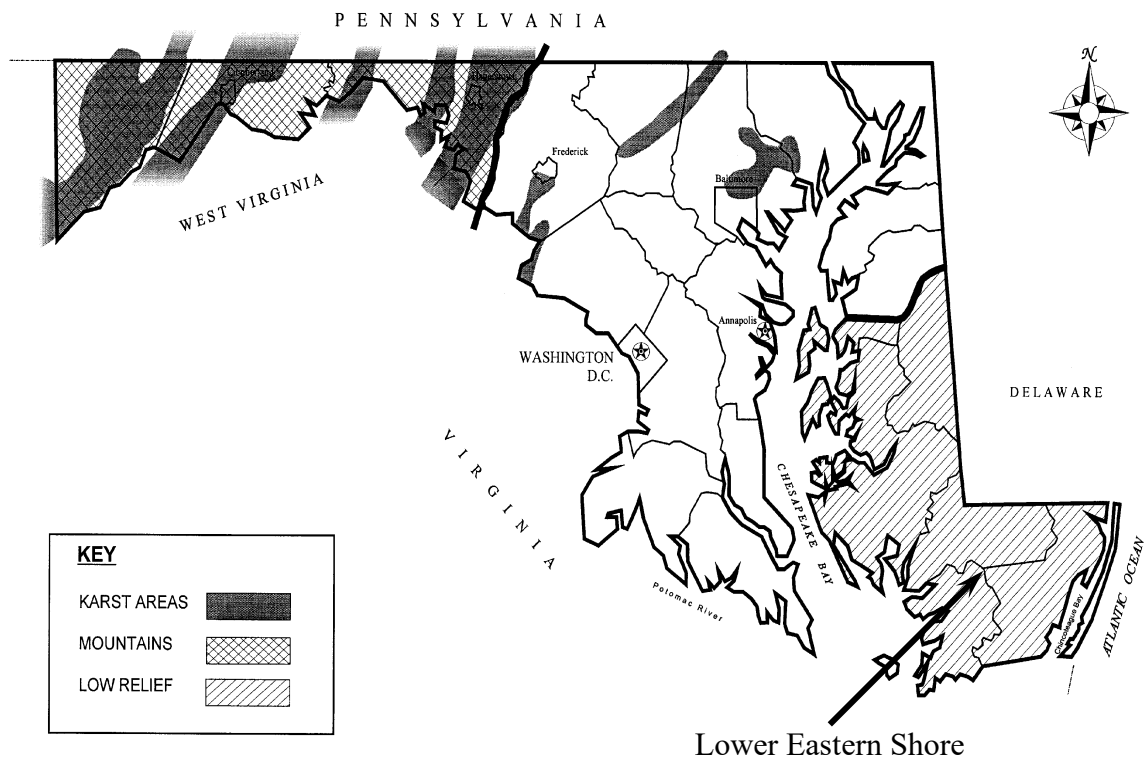 PENNSYLVANIA
N
Cumberland
Frederick
WEST VIRGINIA
Baltimore
Annapolis
WASHINGTON
D.C.
DELAWARE
VIRGINIA
CHESAPEAKE BAY
Potomac River
Chincoteague Bay
ATLANTIC OCEAN
KEY
KARST AREAS
MOUNTAINS
LOW RELIEF
Lower Eastern Shore